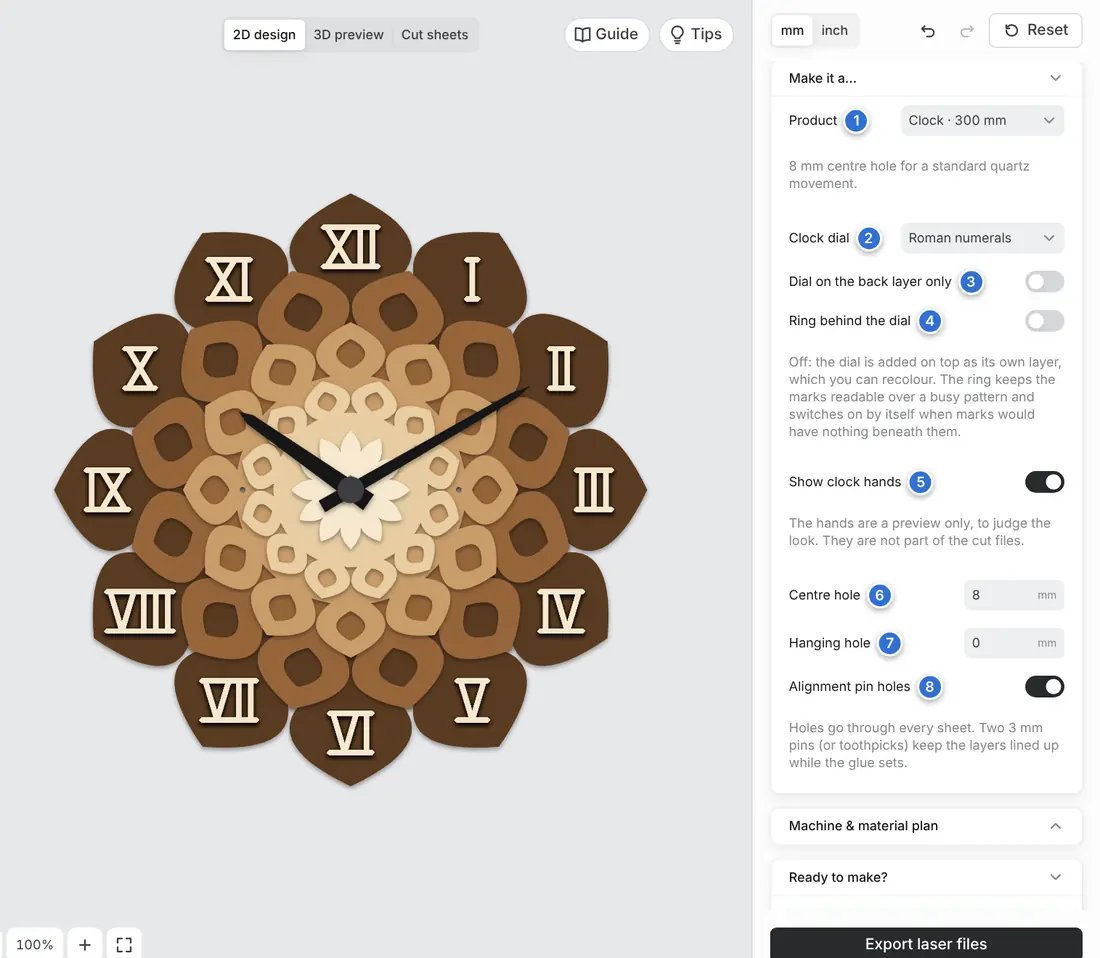 2D design 3D preview Cut sheets
Guide
Tips
mm inch
Reset
Make it a...
Product 1 Clock · 300 mm
8 mm centre hole for a standard quartz
movement.
Clock dial 2 Roman numerals
Dial on the back layer only 3
Ring behind the dial 4
Off: the dial is added on top as its own layer,
which you can recolour. The ring keeps the
marks readable over a busy pattern and
switches on by itself when marks would
have nothing beneath them.
Show clock hands 5
The hands are a preview only, to judge the
look. They are not part of the cut files.
Centre hole 6 8 mm
Hanging hole 7 0 mm
Alignment pin holes 8
Holes go through every sheet. Two 3 mm
pins (or toothpicks) keep the layers lined up
while the glue sets.
Machine & material plan
Ready to make?
Export laser files
XII
XI I
X II
IX III
VIII IV
VII V
VI
100% +